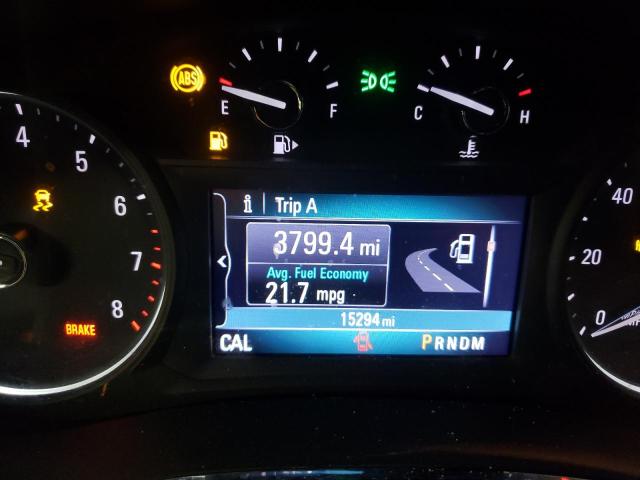 ABS
E F
C H
4
5
6
7
8
BRAKE
i Trip A
3799.4 mi
Avg. Fuel Economy
21.7 mpg
15294 mi
CAL PRNDM
40
20
0